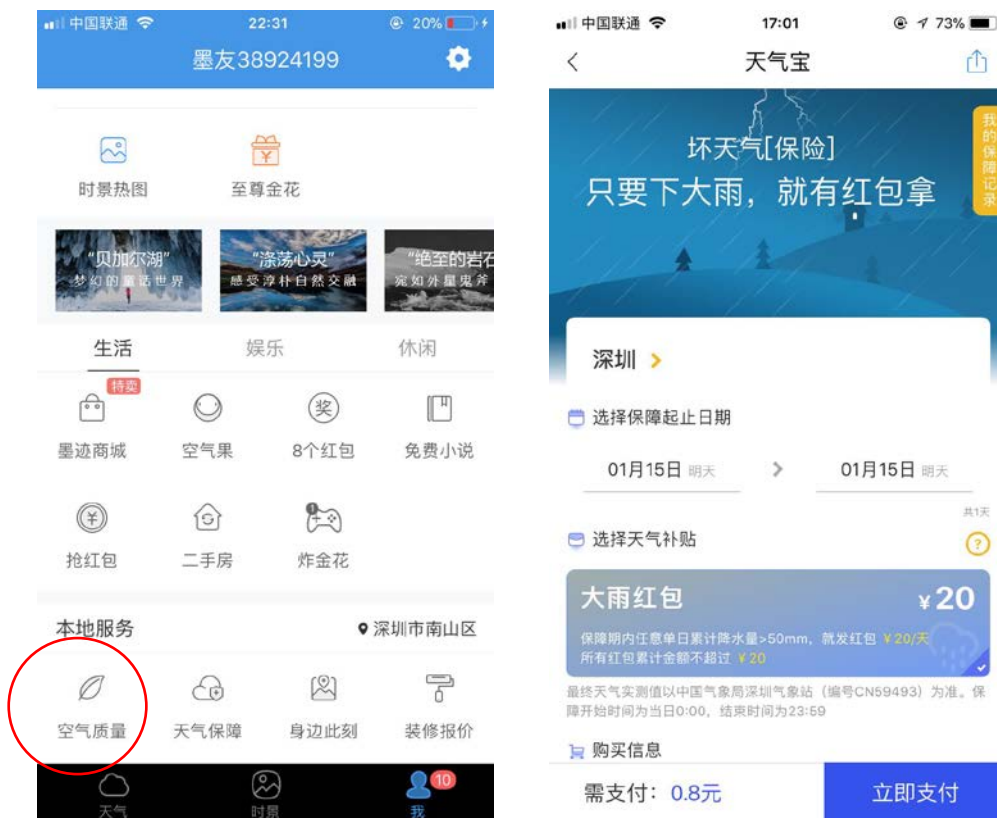 中国联通
22:31
20%
墨友38924199
时景热图
至尊金花
“贝加尔湖”
梦幻的童话世界
“涤荡心灵”
感受淳朴自然交融
“绝至的岩石
宛如外星鬼斧
生活
娱乐
休闲
特卖
墨迹商城
空气果
奖
8个红包
免费小说
¥
抢红包
二手房
1
炸金花
本地服务
深圳市南山区
空气质量
天气保障
身边此刻
装修报价
天气
时景
10
我
中国联通
17:01
73%
天气宝
我的保障记录
坏天气[保险]
只要下大雨，就有红包拿
深圳
选择保障起止日期
01月15日 明天
01月15日 明天
共1天
选择天气补贴
?
大雨红包
¥20
保障期内任意单日累计降水量>50mm，就发红包 ¥20/天
所有红包累计金额不超过 ¥20
最终天气实测值以中国气象局深圳气象站（编号CN59493）为准。保
障开始时间为当日0:00，结束时间为23:59
购买信息
需支付：0.8元
立即支付